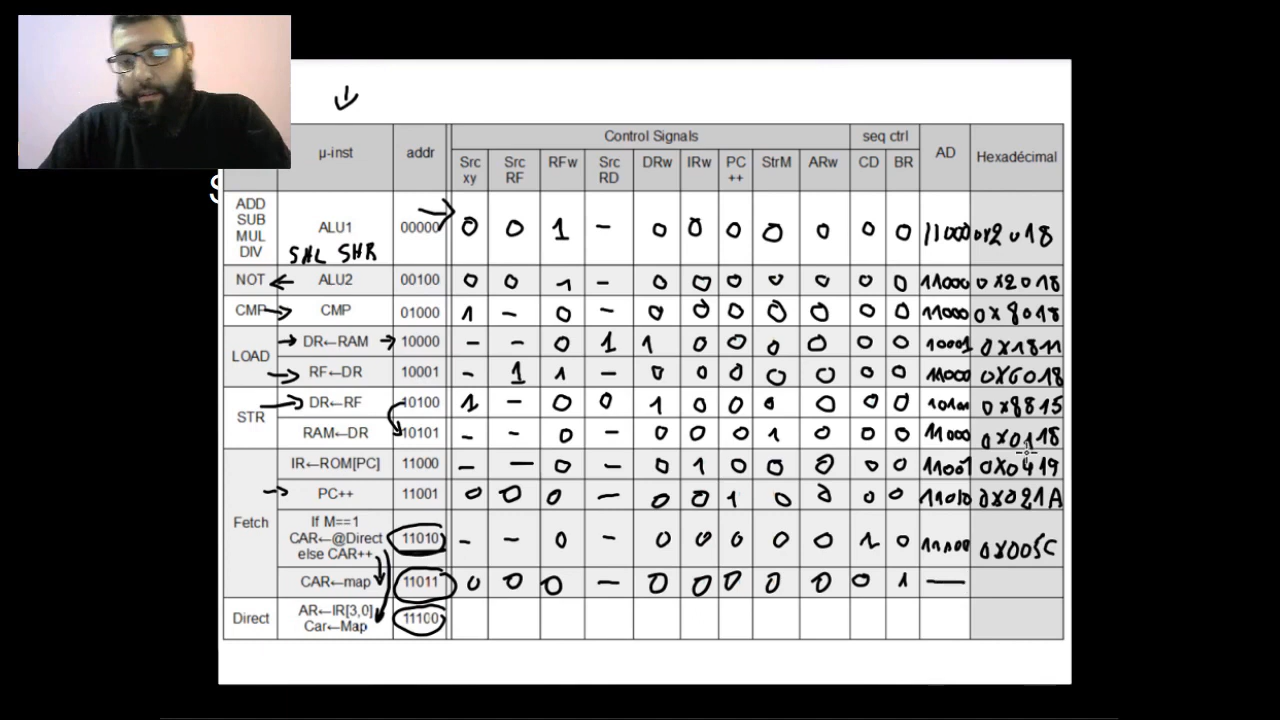 Control Signals seq ctrl
µ-inst addr Src xy Src RF RFw Src RD DRw IRw PC ++ StrM ARw CD BR AD Hexadécimal
ADD SUB MUL DIV ALU1 SHL SHR 00000 0 0 1 - 0 0 0 0 0 0 0 11000 0x2018
NOT ALU2 00100 0 0 1 - 0 0 0 0 0 0 0 11000 0x2018
CMP CMP 01000 1 - 0 - 0 0 0 0 0 0 0 11000 0x8018
LOAD DR←RAM 10000 - - 0 1 1 0 0 0 0 0 0 10001 0x1811
RF←DR 10001 - 1 1 - 0 0 0 0 0 0 0 11000 0x6018
STR DR←RF 10100 1 - 0 0 1 0 0 0 0 0 0 10101 0x8815
RAM←DR 10101 - - 0 - 0 0 0 1 0 0 0 11000 0x0118
Fetch IR←ROM[PC] 11000 - - 0 - 0 1 0 0 0 0 0 11001 0x0419
PC++ 11001 0 0 0 - 0 0 1 0 0 0 0 11010 0x021A
If M==1 CAR←@Direct else CAR++ 11010 - - 0 - 0 0 0 0 0 1 0 11100 0x005C
CAR←map 11011 0 0 0 - 0 0 0 0 0 0 1 —
Direct AR←IR[3,0] Car←Map 11100